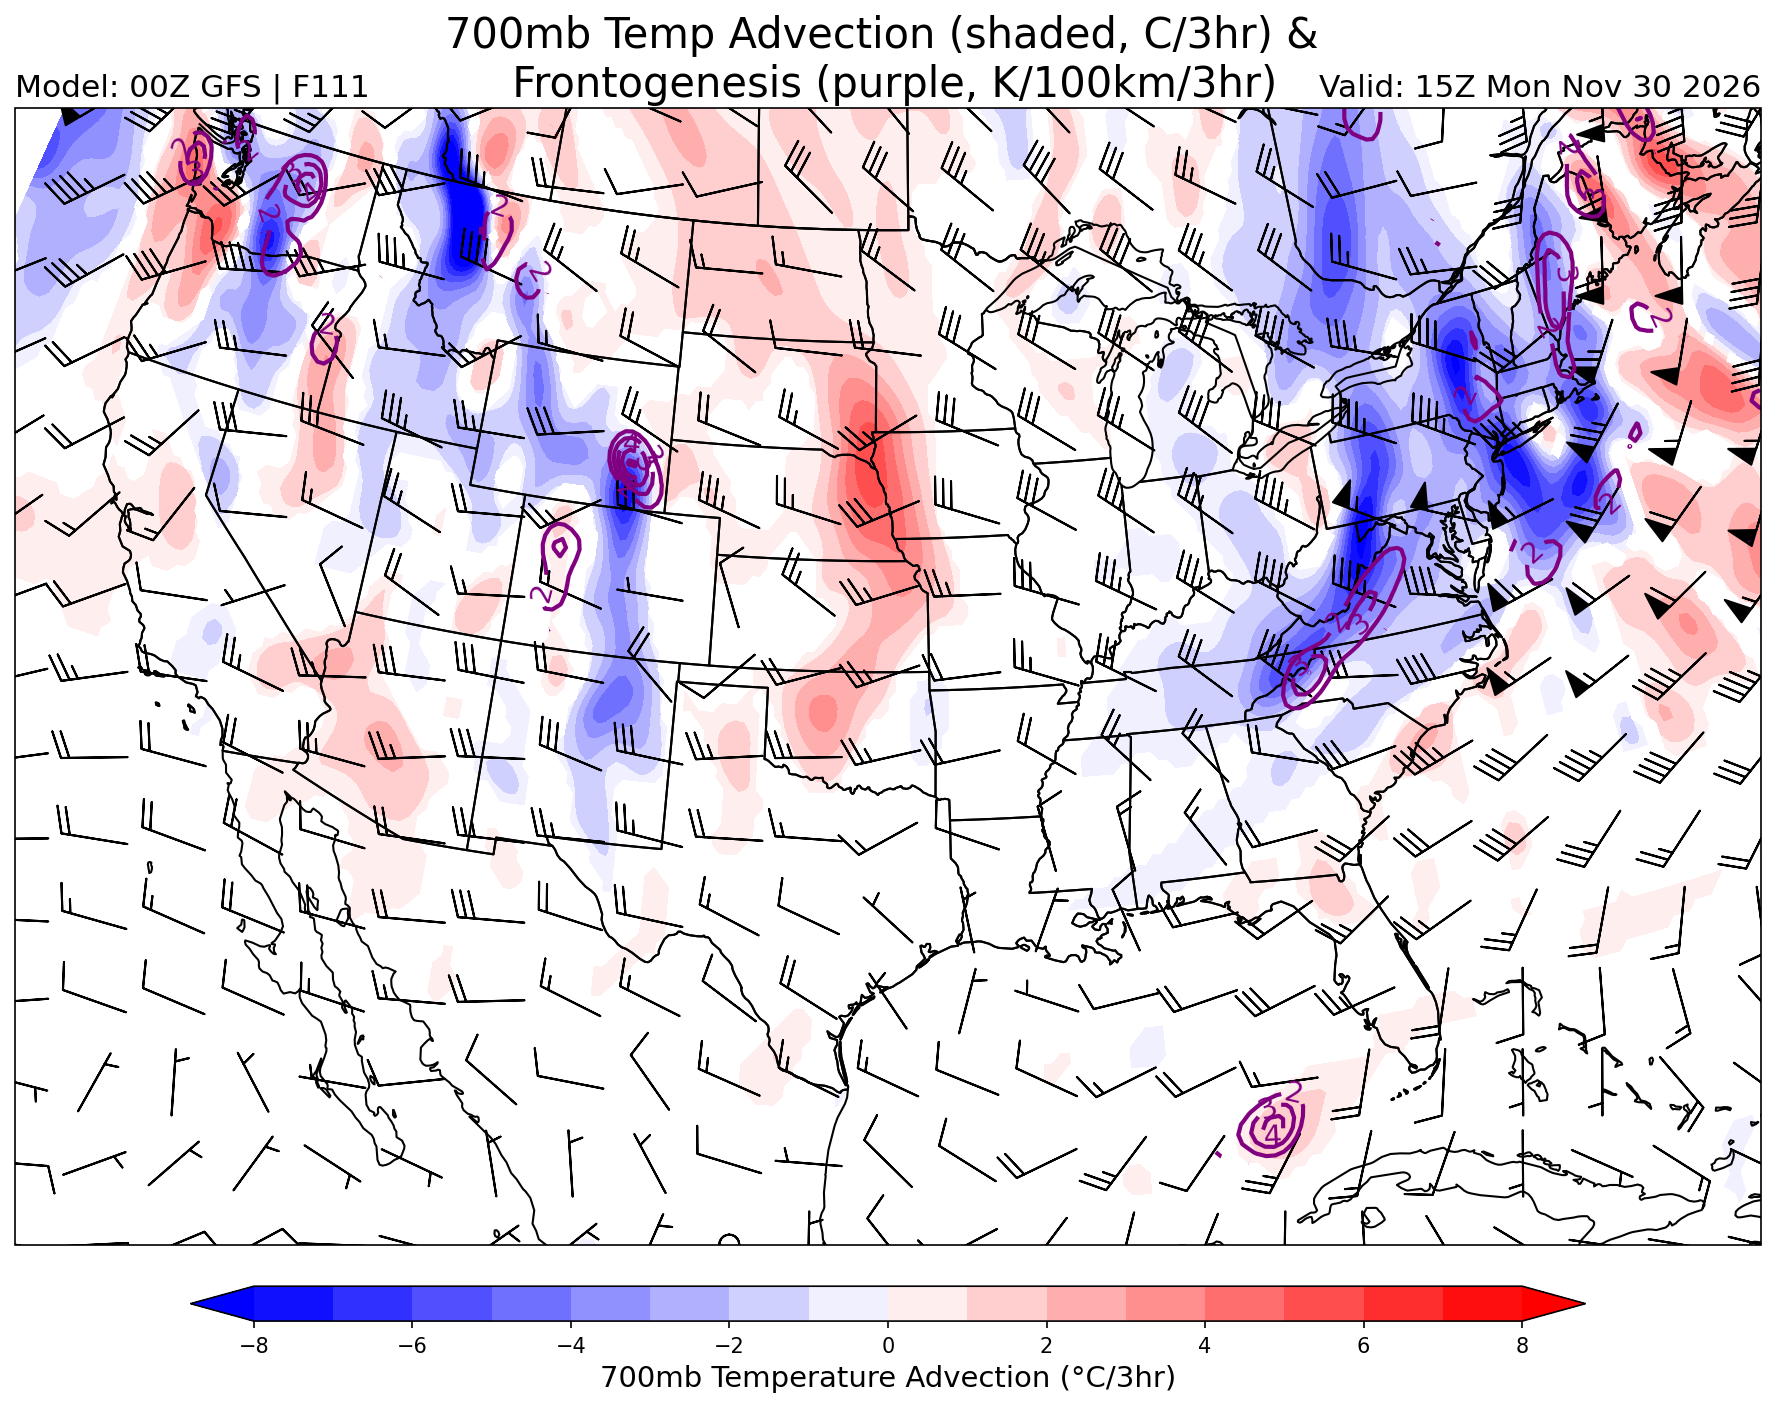 700mb Temp Advection (shaded, C/3hr) &
Frontogenesis (purple, K/100km/3hr)
Model: 00Z GFS | F111
Valid: 15Z Mon Nov 30 2026
−8 −6 −4 −2 0 2 4 6 8
700mb Temperature Advection (°C/3hr)